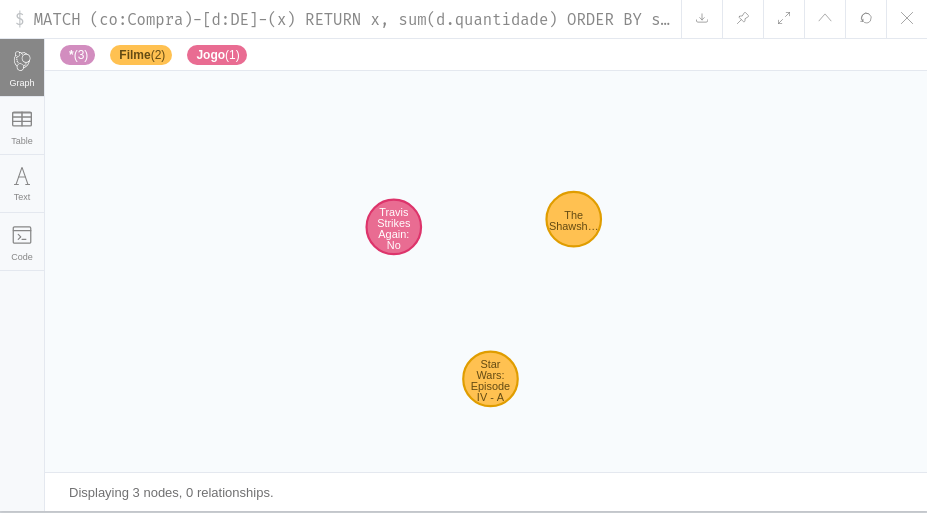 $ MATCH (co:Compra)-[d:DE]-(x) RETURN x, sum(d.quantidade) ORDER BY s…
*(3) Filme(2) Jogo(1)
Graph
Table
Text
Code
Travis
Strikes
Again:
No
The
Shawsh…
Star
Wars:
Episode
IV - A
Displaying 3 nodes, 0 relationships.